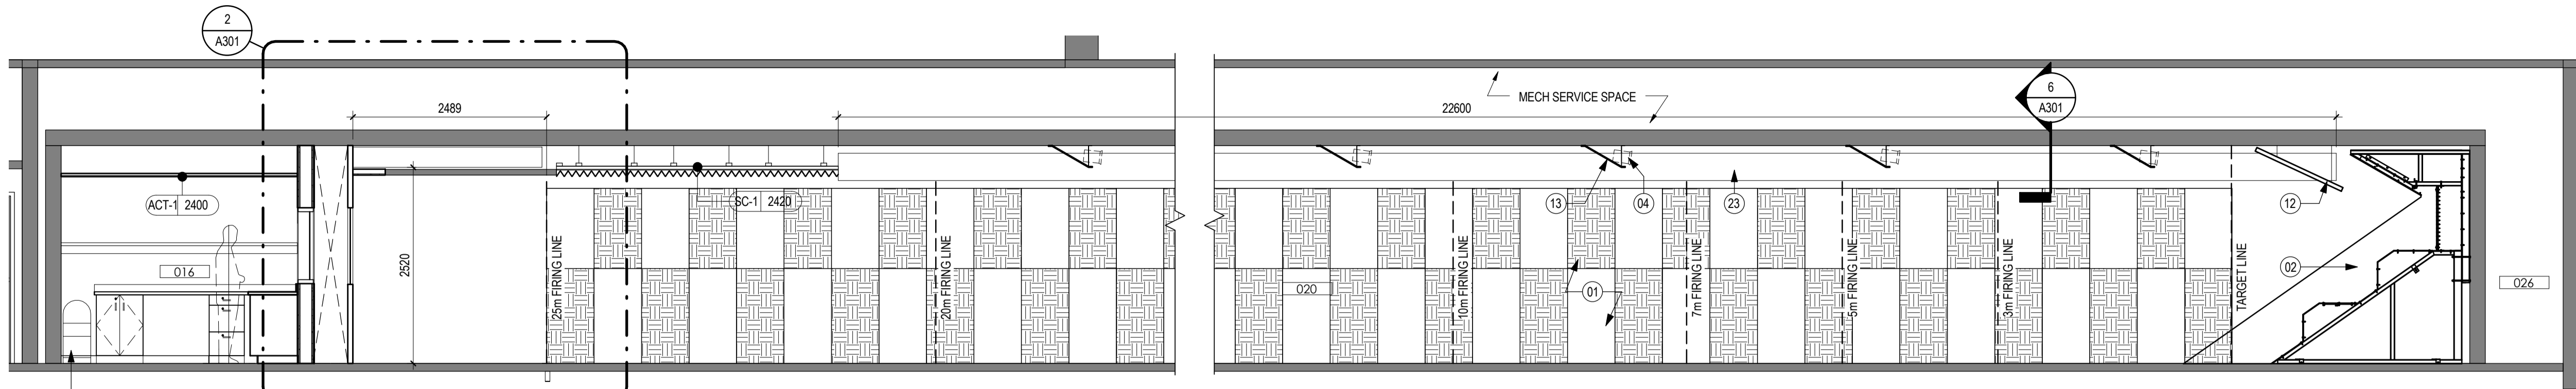 2
A301
2489
22600
MECH SERVICE SPACE
6
A301
ACT-1 2400
SC-1 2420
13
04
23
12
016
2520
25m FIRING LINE
20m FIRING LINE
10m FIRING LINE
7m FIRING LINE
5m FIRING LINE
3m FIRING LINE
TARGET LINE
02
020
01
026